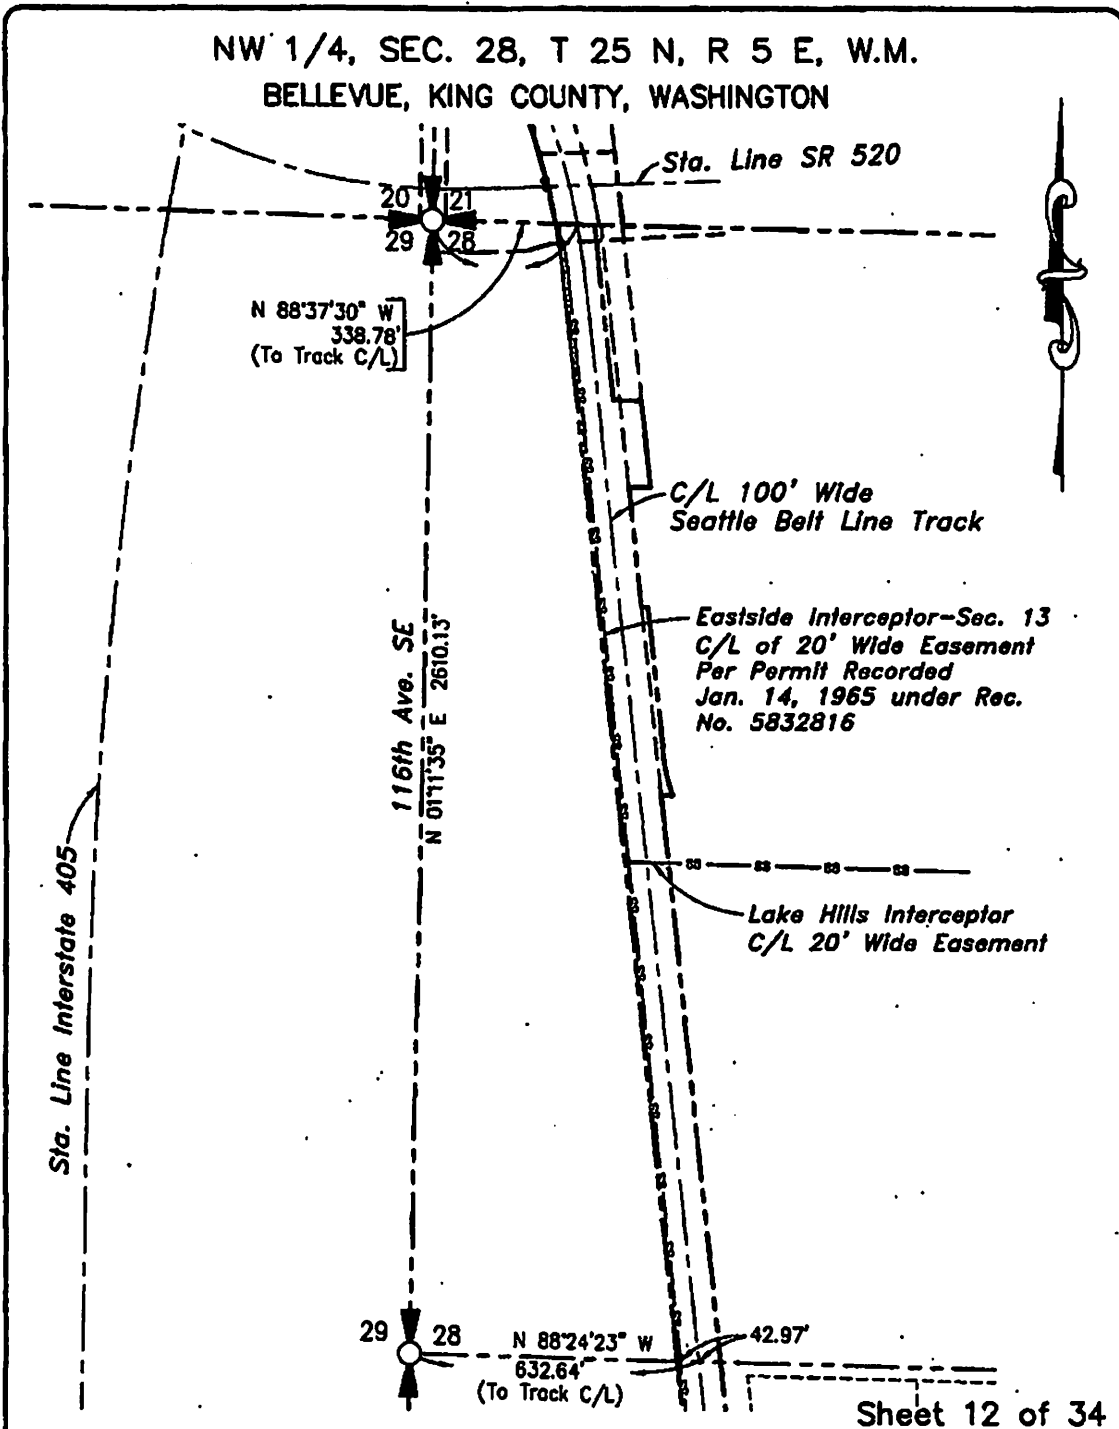 NW 1/4, SEC. 28, T 25 N, R 5 E, W.M.
BELLEVUE, KING COUNTY, WASHINGTON
Sta. Line SR 520
20 21
29 28
N 88°37'30" W
338.78'
(To Track C/L)
C/L 100' Wide
Seattle Belt Line Track
Eastside Interceptor-Sec. 13
C/L of 20' Wide Easement
Per Permit Recorded
Jan. 14, 1965 under Rec.
No. 5832816
116th Ave. SE
N 01°11'35" E 2610.13'
Sta. Line Interstate 405
SS SS SS SS
Lake Hills Interceptor
C/L 20' Wide Easement
29 28
N 88°24'23" W
632.64'
(To Track C/L)
42.97'
Sheet 12 of 34